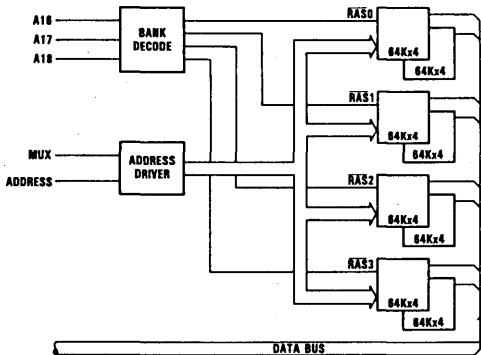 A16
A17
A18
BANK
DECODE
MUX
ADDRESS
ADDRESS
DRIVER
RAS0
64Kx4
64Kx4
RAS1
64Kx4
64Kx4
RAS2
64Kx4
64Kx4
RAS3
64Kx4
64Kx4
DATA BUS